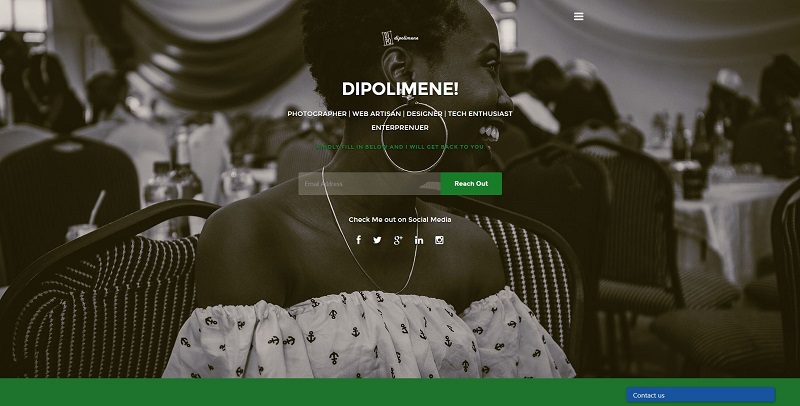 dipolimene
DIPOLIMENE!
PHOTOGRAPHER | WEB ARTISAN | DESIGNER | TECH ENTHUSIAST
ENTERPRENUER
KINDLY FILL IN BELOW AND I WILL GET BACK TO YOU
Email Address
Reach Out
Check Me out on Social Media
Contact us